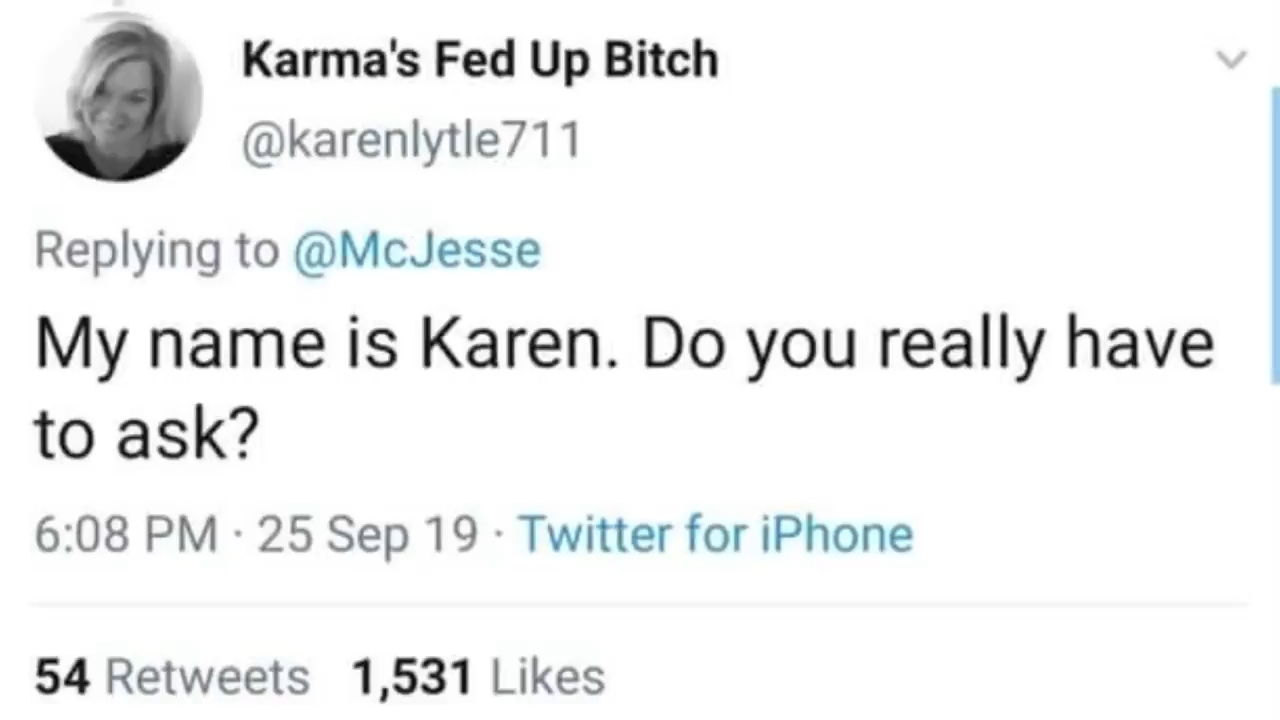 Karma's Fed Up Bitch
@karenlytle711
Replying to @McJesse
My name is Karen. Do you really have
to ask?
6:08 PM · 25 Sep 19 · Twitter for iPhone
54 Retweets 1,531 Likes